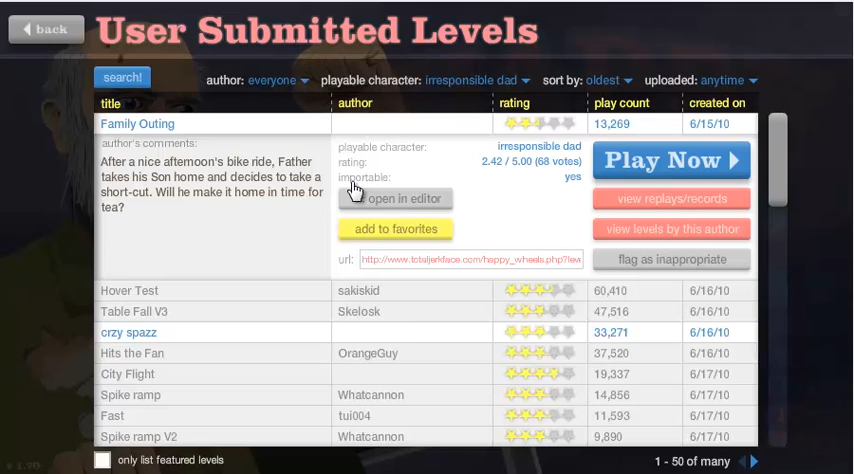 back
User Submitted Levels
search!
author: everyone
playable character: irresponsible dad
sort by: oldest
uploaded: anytime
title author rating play count created on
Family Outing 13,269 6/15/10
author's comments:
After a nice afternoon's bike ride, Father
takes his Son home and decides to take a
short-cut. Will he make it home in time for
tea?
playable character: irresponsible dad
rating: 2.42 / 5.00 (68 votes)
importable: yes
open in editor
add to favorites
url: http://www.totaljerkface.com/happy_wheels.php?lev
Play Now
view replays/records
view levels by this author
flag as inappropriate
Hover Test sakiskid 60,410 6/16/10
Table Fall V3 Skelosk 47,516 6/16/10
crzy spazz 33,271 6/16/10
Hits the Fan OrangeGuy 37,520 6/16/10
City Flight 19,337 6/17/10
Spike ramp Whatcannon 14,856 6/17/10
Fast tui004 11,593 6/17/10
Spike ramp V2 Whatcannon 9,890 6/17/10
only list featured levels
1 - 50 of many